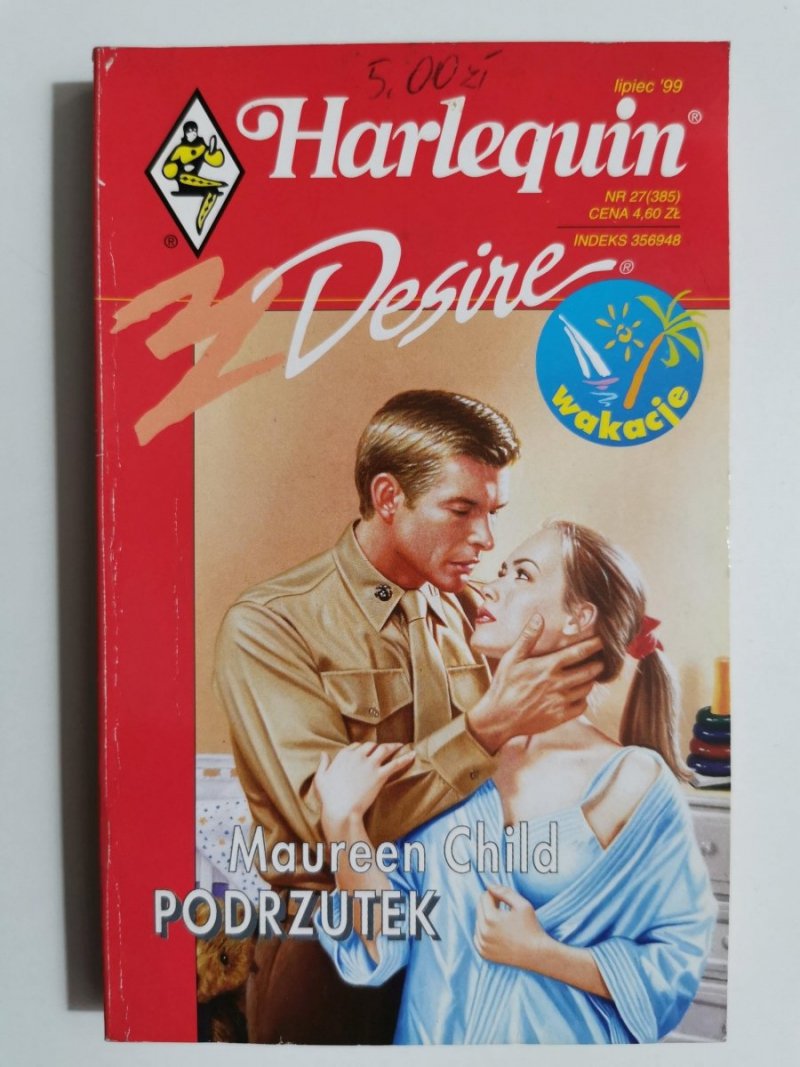 5,00 zł
lipiec '99
Harlequin®
NR 27(385)
CENA 4,60 ZŁ
INDEKS 356948
®
Desire®
wakacje
Maureen Child
PODRZUTEK